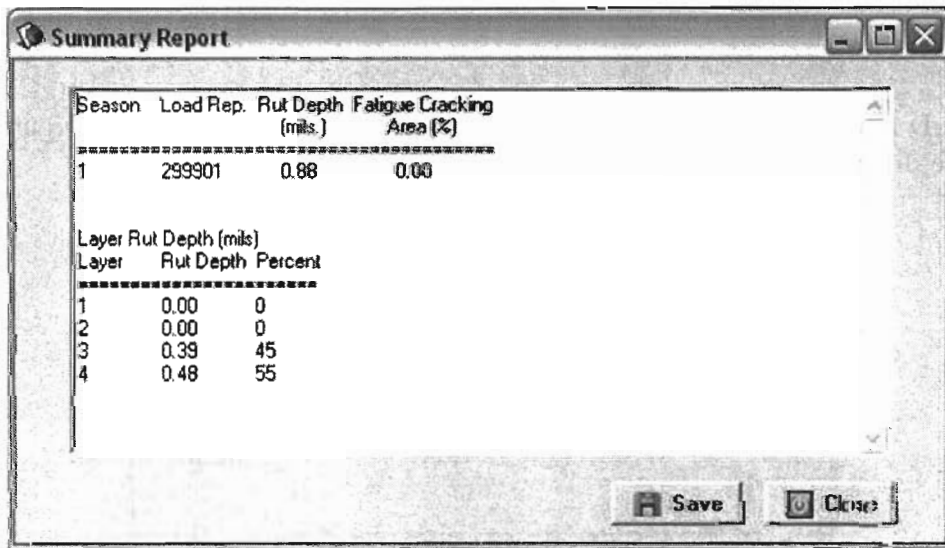 Summary Report
Season Load Rep. Rut Depth Fatigue Cracking
(mils.) Area (%)
==========================================
1 299901 0.88 0.00
Layer Rut Depth (mils)
Layer Rut Depth Percent
========================
1 0.00 0
2 0.00 0
3 0.39 45
4 0.48 55
Save Close